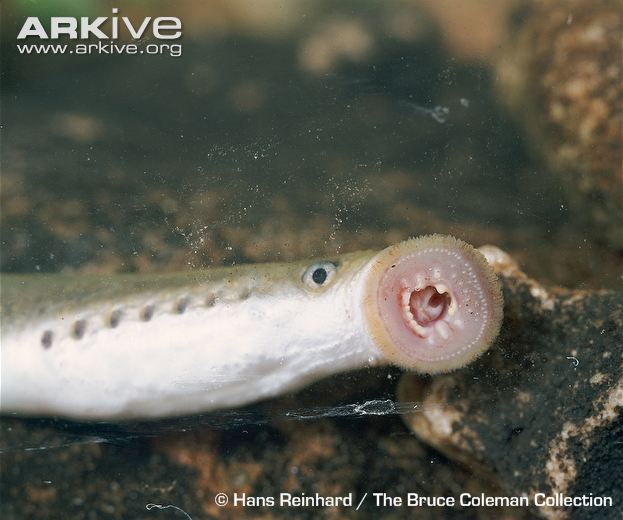 ARKIVE
www.arkive.org
© Hans Reinhard / The Bruce Coleman Collection